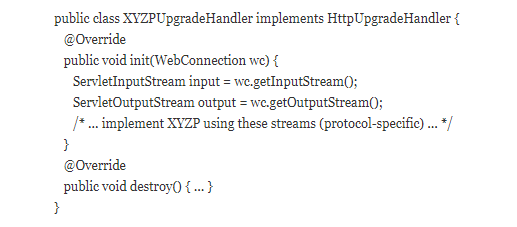 public class XYZPUpgradeHandler implements HttpUpgradeHandler {
@Override
public void init(WebConnection wc) {
ServletInputStream input = wc.getInputStream();
ServletOutputStream output = wc.getOutputStream();
/* ... implement XYZP using these streams (protocol-specific) ... */
}
@Override
public void destroy() { ... }
}